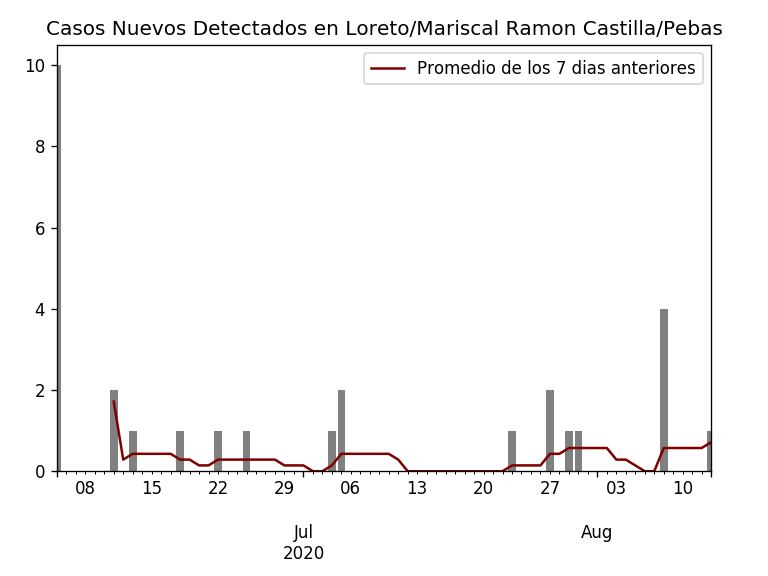 Casos Nuevos Detectados en Loreto/Mariscal Ramon Castilla/Pebas
Promedio de los 7 dias anteriores
10
8
6
4
2
0
08 15 22 29 06 13 20 27 03 10
Jul Aug
2020